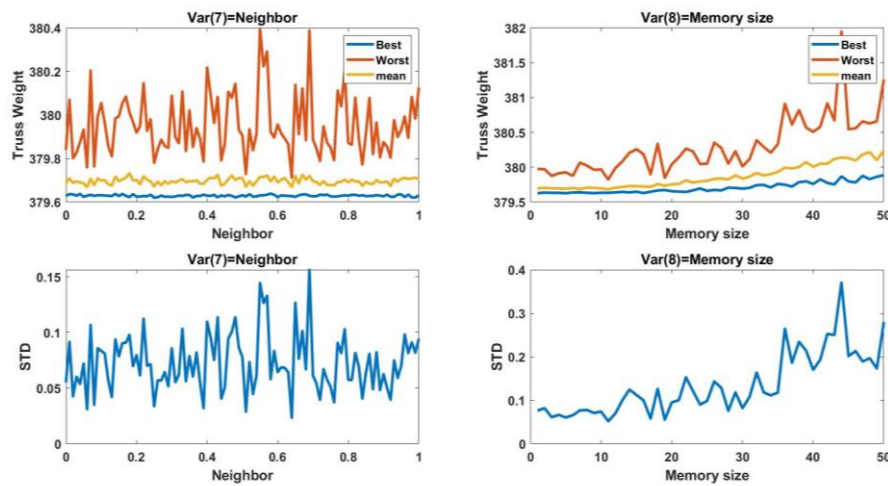 Var(7)=Neighbor
380.4
380.2
380
379.8
379.6
Truss Weight
Best
Worst
mean
0 0.2 0.4 0.6 0.8 1
Neighbor
Var(8)=Memory size
382
381.5
381
380.5
380
379.5
Truss Weight
Best
Worst
mean
0 10 20 30 40 50
Memory size
Var(7)=Neighbor
0.15
0.1
0.05
0
STD
0 0.2 0.4 0.6 0.8 1
Neighbor
Var(8)=Memory size
0.4
0.3
0.2
0.1
0
STD
0 10 20 30 40 50
Memory size